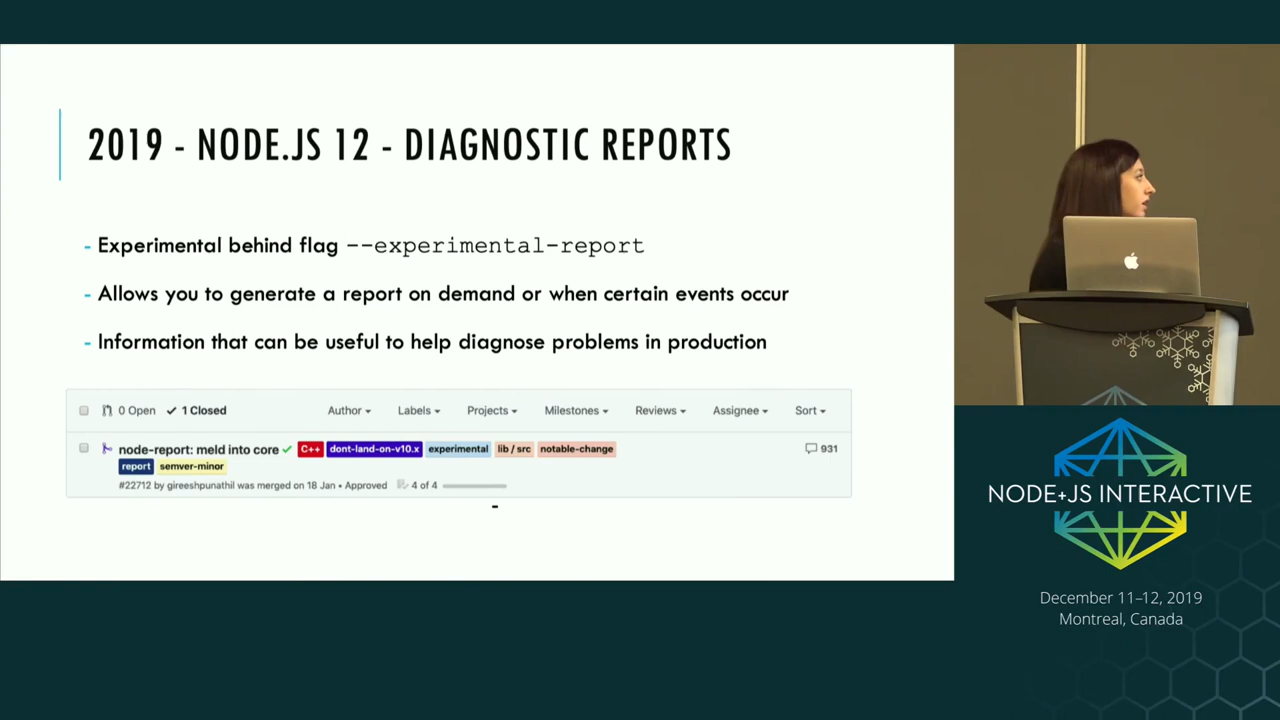 2019 - NODE.JS 12 - DIAGNOSTIC REPORTS
- Experimental behind flag --experimental-report
- Allows you to generate a report on demand or when certain events occur
- Information that can be useful to help diagnose problems in production
0 Open 1 Closed Author Labels Projects Milestones Reviews Assignee Sort
node-report: meld into core C++ dont-land-on-v10.x experimental lib / src notable-change 931
report semver-minor
#22712 by gireeshpunathil was merged on 18 Jan • Approved 4 of 4
-
NODE+JS INTERACTIVE
December 11–12, 2019
Montreal, Canada